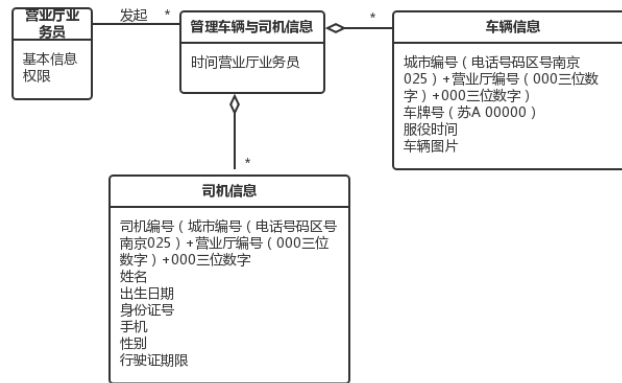 营业厅业
务员
基本信息
权限
发起
*
管理车辆与司机信息
时间营业厅业务员
*
车辆信息
城市编号（电话号码区号南京
025）+营业厅编号（000三位数
字）+000三位数字）
车牌号（苏A 00000）
服役时间
车辆图片
*
司机信息
司机编号（城市编号（电话号码区号
南京025）+营业厅编号（000三位
数字）+000三位数字
姓名
出生日期
身份证号
手机
性别
行驶证期限